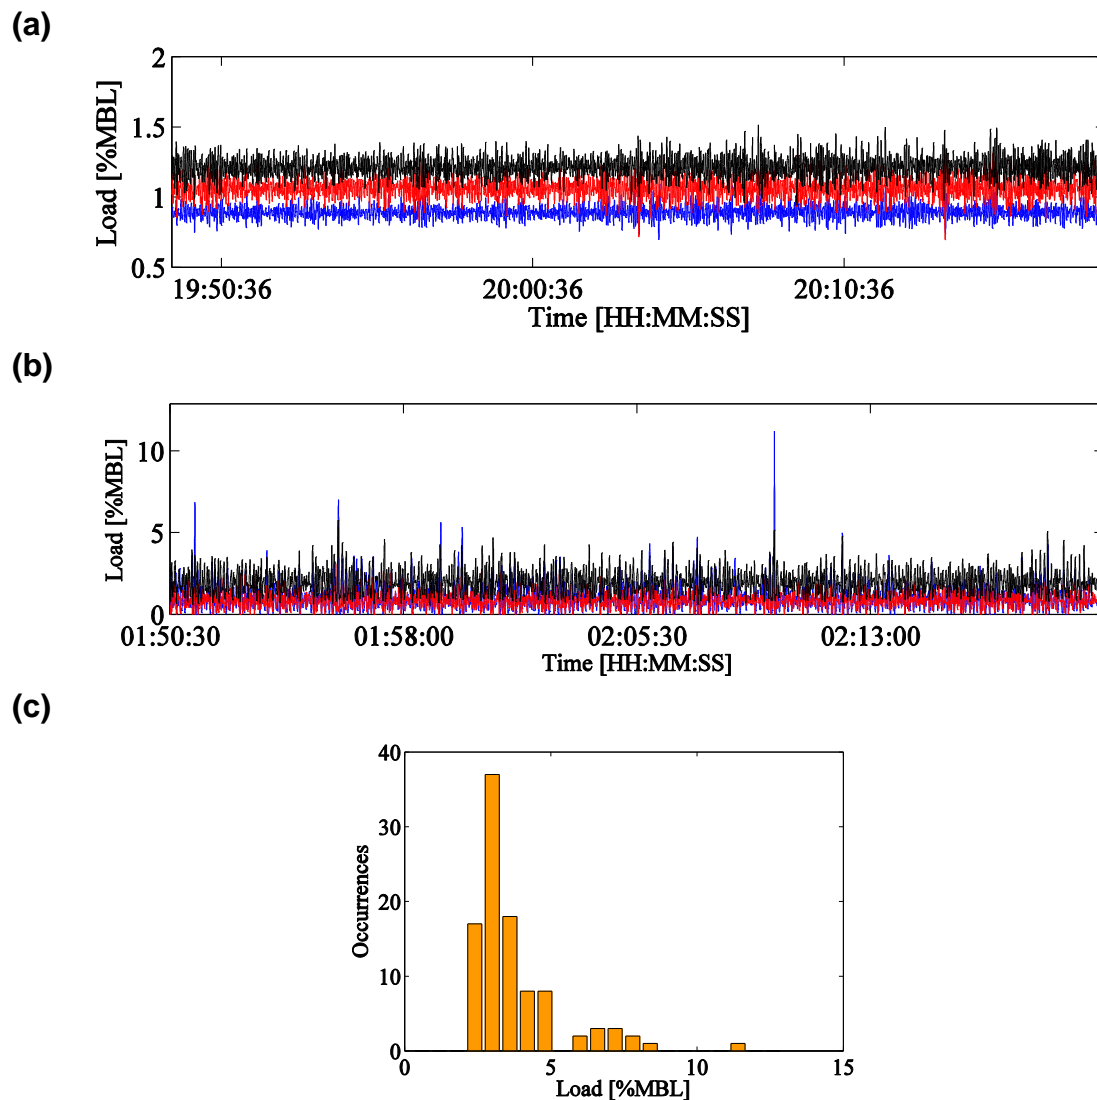 (a)
2
1.5
1
0.5
Load [%MBL]
19:50:36 20:00:36 20:10:36
Time [HH:MM:SS]
(b)
10
5
0
Load [%MBL]
01:50:30 01:58:00 02:05:30 02:13:00
Time [HH:MM:SS]
(c)
40
30
20
10
0
Occurrences
0 5 10 15
Load [%MBL]